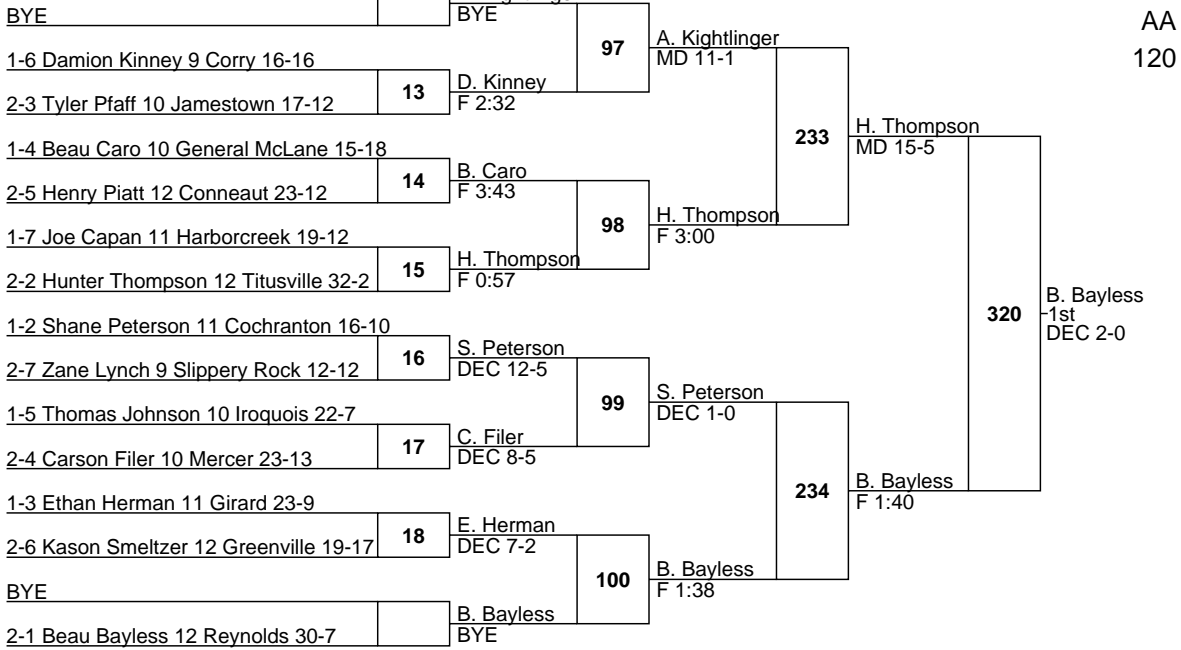 BYE
BYE
AA
120
1-6 Damion Kinney 9 Corry 16-16
97
A. Kightlinger
MD 11-1
13
D. Kinney
F 2:32
2-3 Tyler Pfaff 10 Jamestown 17-12
233
H. Thompson
MD 15-5
1-4 Beau Caro 10 General McLane 15-18
14
B. Caro
F 3:43
2-5 Henry Piatt 12 Conneaut 23-12
98
H. Thompson
F 3:00
1-7 Joe Capan 11 Harborcreek 19-12
15
H. Thompson
F 0:57
2-2 Hunter Thompson 12 Titusville 32-2
320
B. Bayless
1st
DEC 2-0
1-2 Shane Peterson 11 Cochranton 16-10
16
S. Peterson
DEC 12-5
2-7 Zane Lynch 9 Slippery Rock 12-12
99
S. Peterson
DEC 1-0
1-5 Thomas Johnson 10 Iroquois 22-7
17
C. Filer
DEC 8-5
2-4 Carson Filer 10 Mercer 23-13
234
B. Bayless
F 1:40
1-3 Ethan Herman 11 Girard 23-9
18
E. Herman
DEC 7-2
2-6 Kason Smeltzer 12 Greenville 19-17
100
B. Bayless
F 1:38
BYE
B. Bayless
BYE
2-1 Beau Bayless 12 Reynolds 30-7